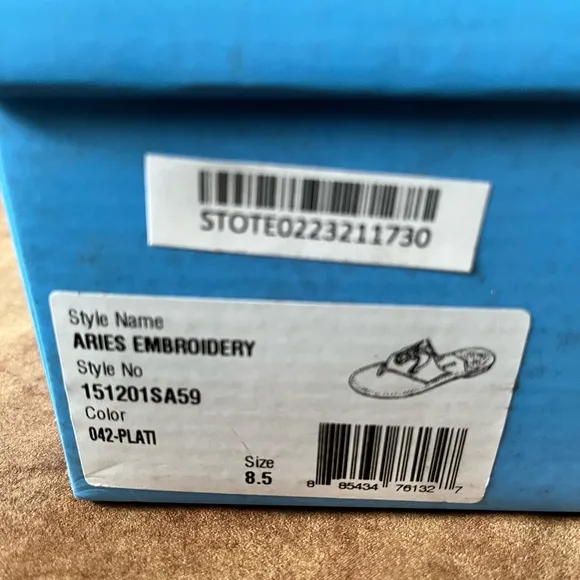 STOTE0223211730
Style Name
ARIES EMBROIDERY
Style No
151201SA59
Color
042-PLATI
Size
8.5
8 85434 76132 7